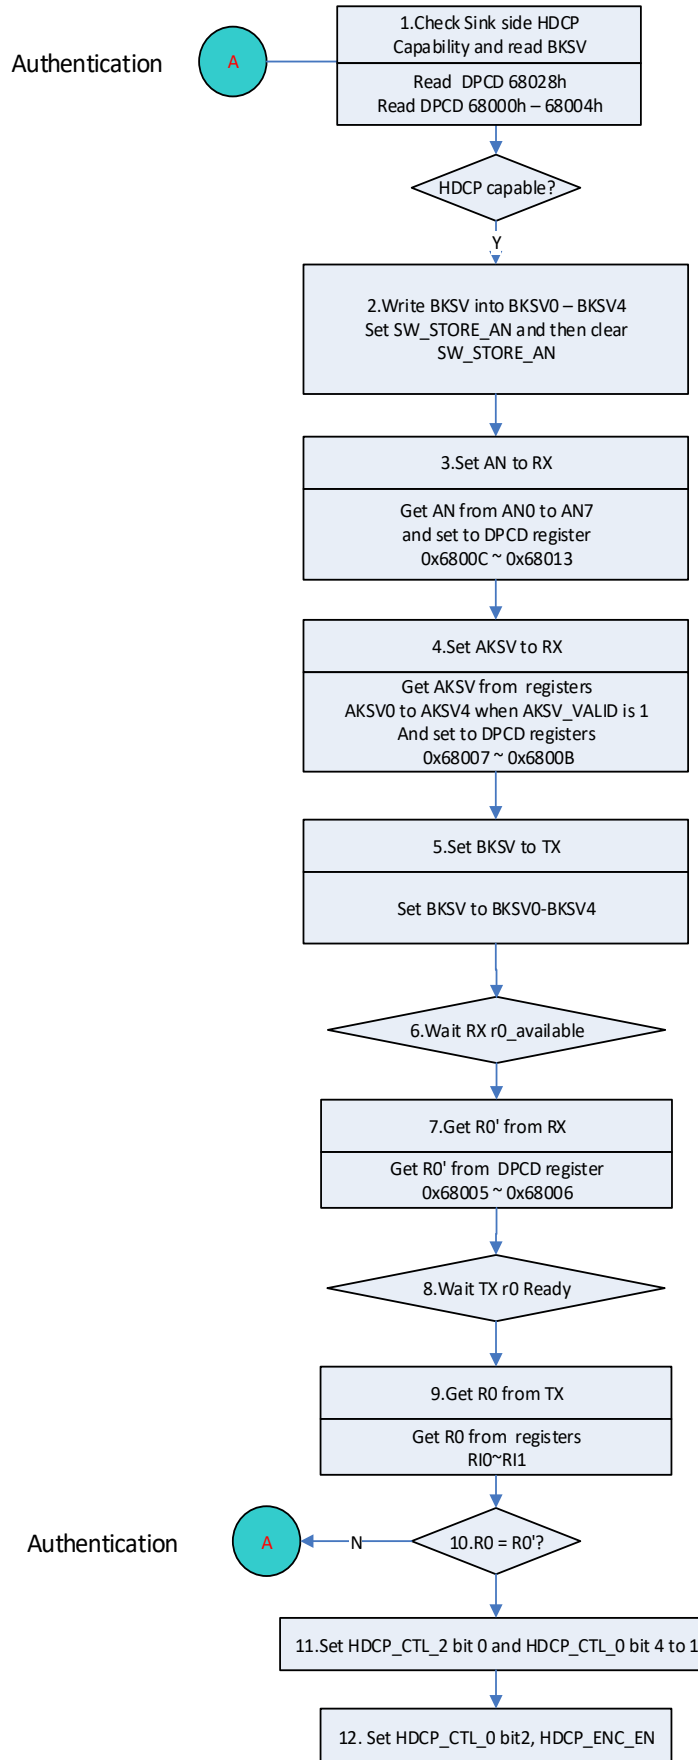 1.Check Sink side HDCP
Capability and read BKSV
Authentication
A
Read DPCD 68028h
Read DPCD 68000h – 68004h
HDCP capable?
Y
2.Write BKSV into BKSV0 – BKSV4
Set SW_STORE_AN and then clear
SW_STORE_AN
3.Set AN to RX
Get AN from AN0 to AN7
and set to DPCD register
0x6800C ~ 0x68013
4.Set AKSV to RX
Get AKSV from registers
AKSV0 to AKSV4 when AKSV_VALID is 1
And set to DPCD registers
0x68007 ~ 0x6800B
5.Set BKSV to TX
Set BKSV to BKSV0-BKSV4
6.Wait RX r0_available
7.Get R0' from RX
Get R0' from DPCD register
0x68005 ~ 0x68006
8.Wait TX r0 Ready
9.Get R0 from TX
Get R0 from registers
RI0~RI1
Authentication
A
N
10.R0 = R0'?
11.Set HDCP_CTL_2 bit 0 and HDCP_CTL_0 bit 4 to 1
12. Set HDCP_CTL_0 bit2, HDCP_ENC_EN